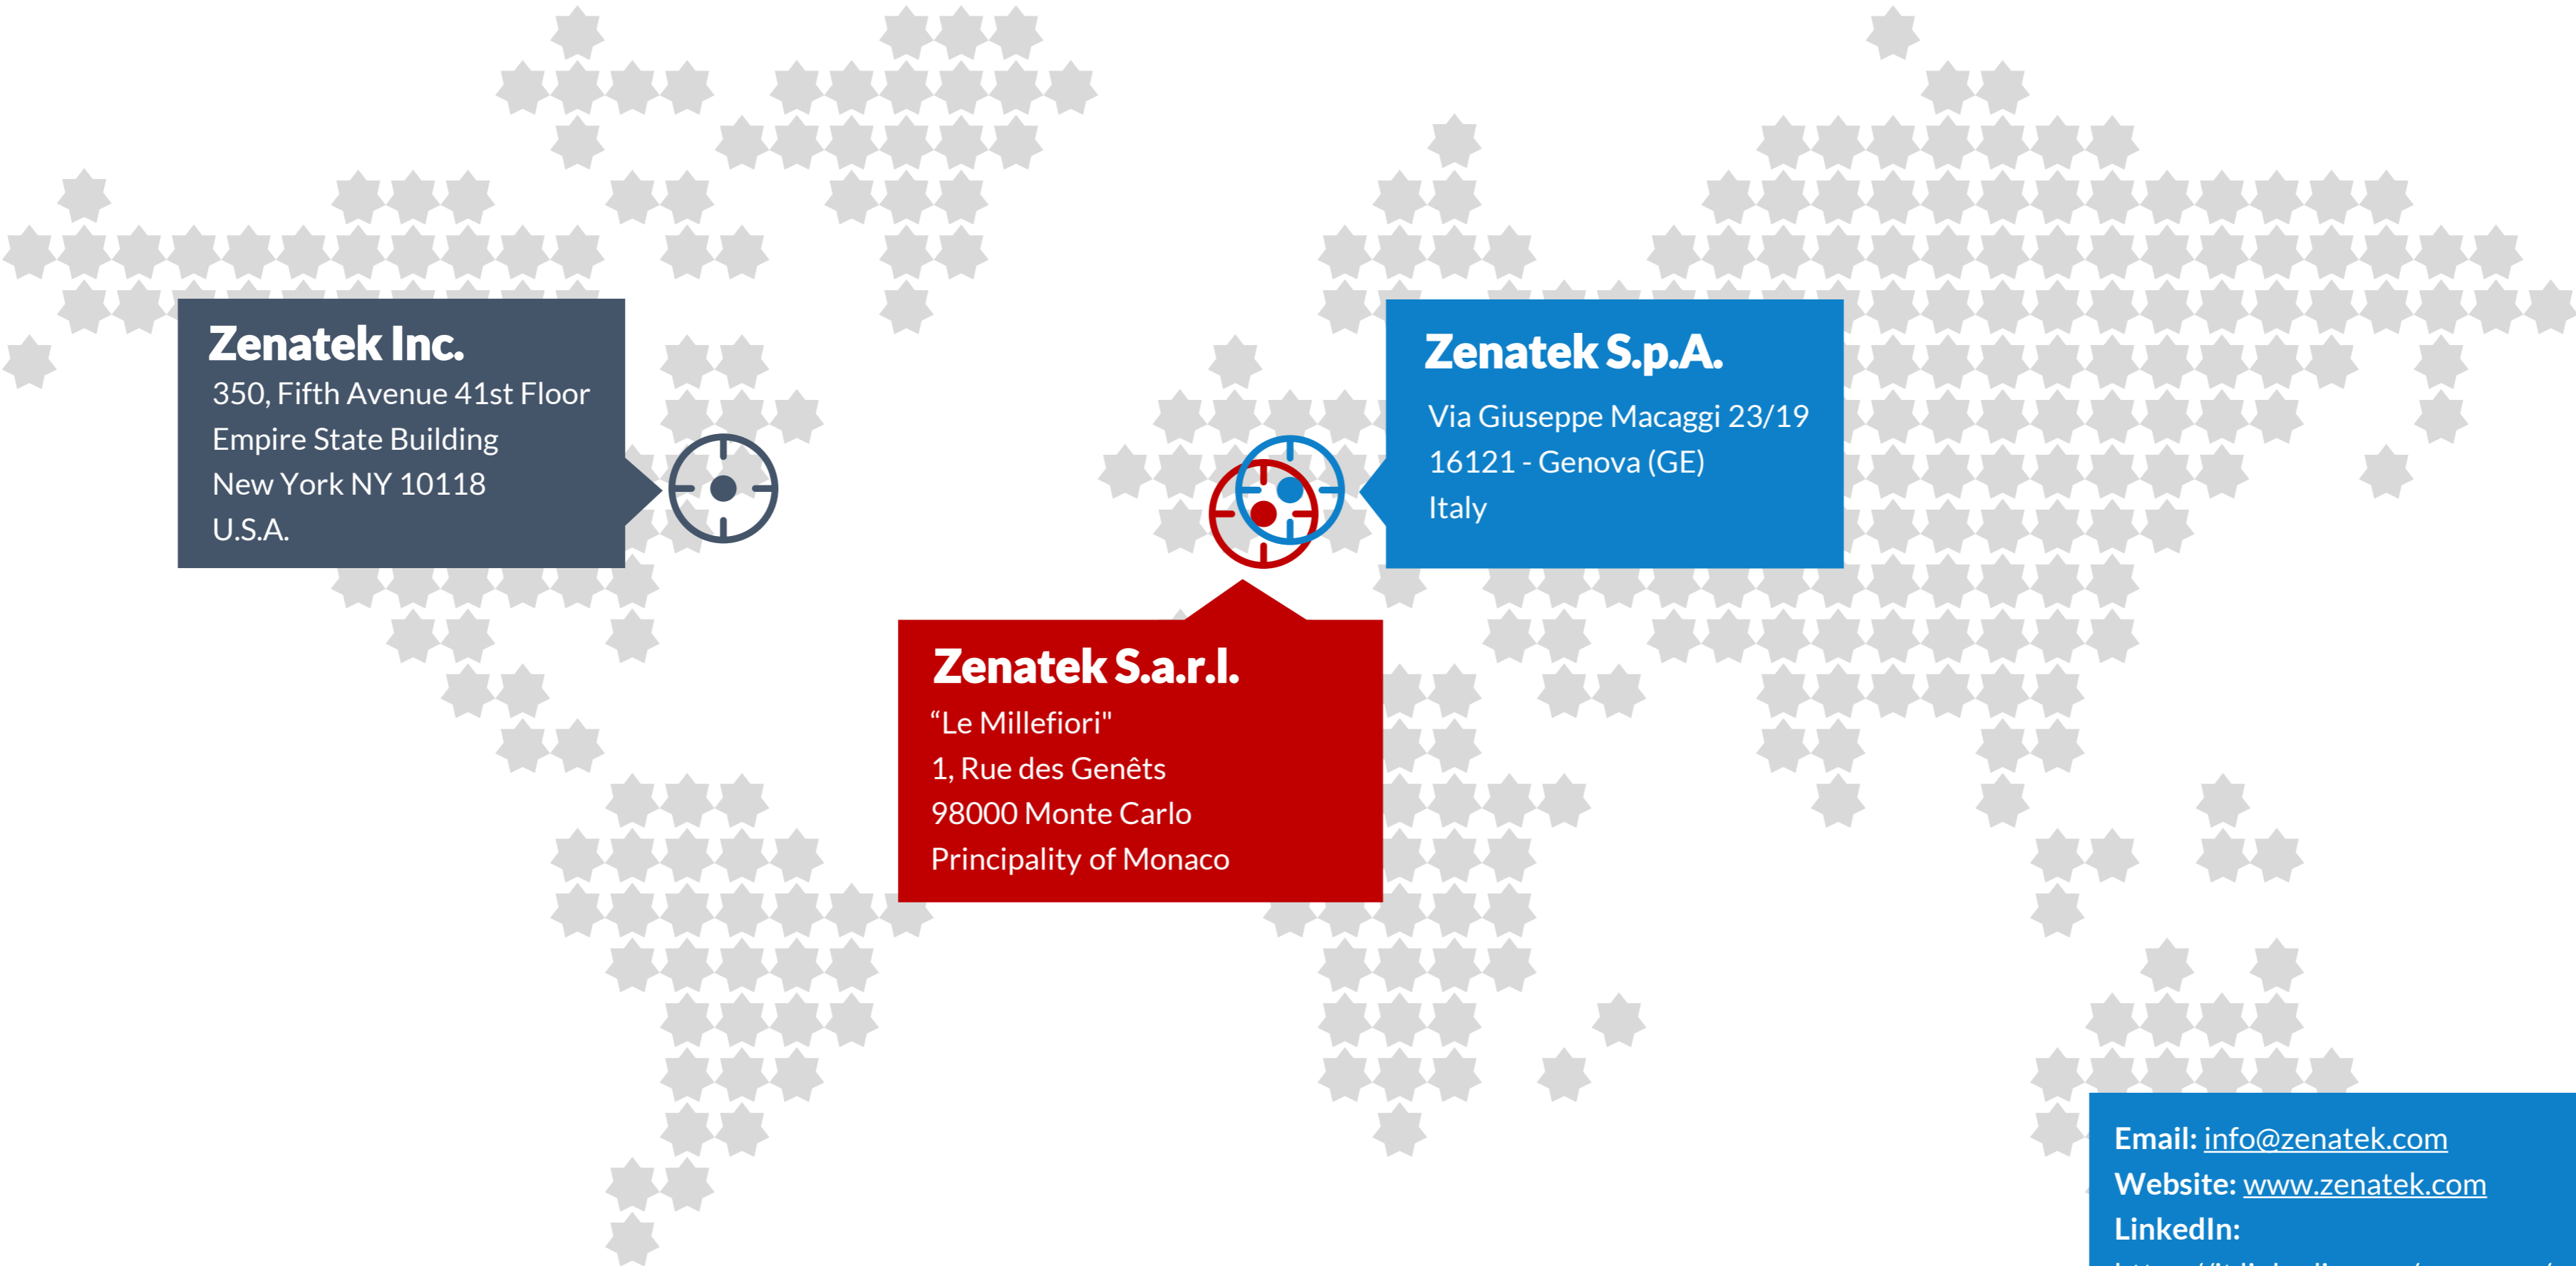 Zenatek Inc.
350, Fifth Avenue 41st Floor
Empire State Building
New York NY 10118
U.S.A.
Zenatek S.p.A.
Via Giuseppe Macaggi 23/19
16121 - Genova (GE)
Italy
Zenatek S.a.r.l.
“Le Millefiori"
1, Rue des Genêts
98000 Monte Carlo
Principality of Monaco
Email: info@zenatek.com
Website: www.zenatek.com
LinkedIn: